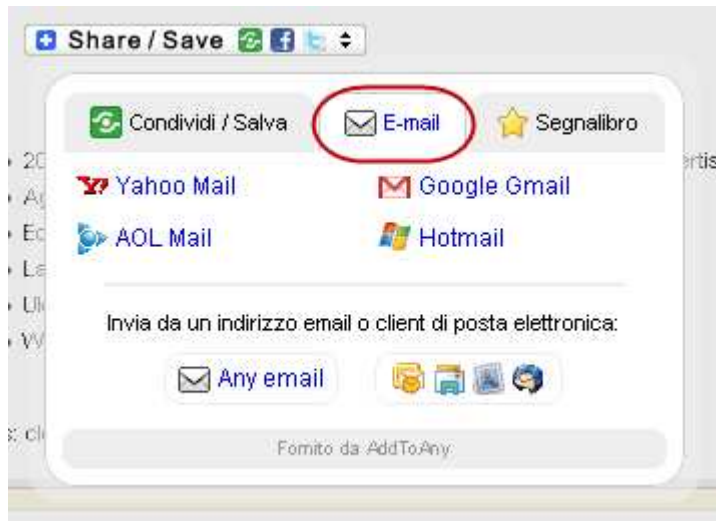 Share / Save
Condividi / Salva
E-mail
Segnalibro
Yahoo Mail
Google Gmail
AOL Mail
Hotmail
Invia da un indirizzo email o client di posta elettronica:
Any email
Fornito da AddToAny